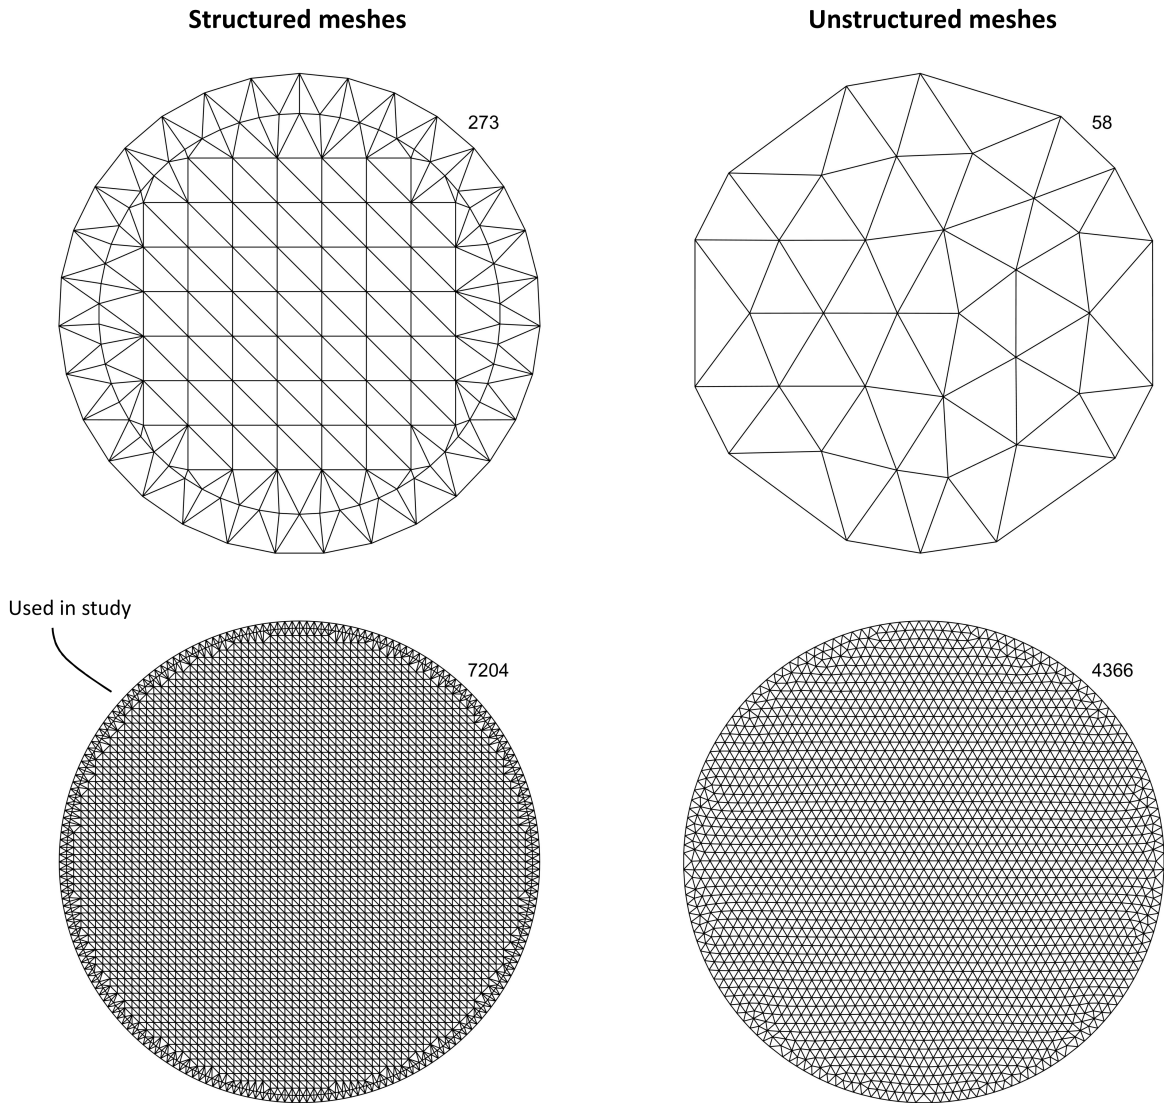 Structured meshes
Unstructured meshes
273
58
Used in study
7204
4366